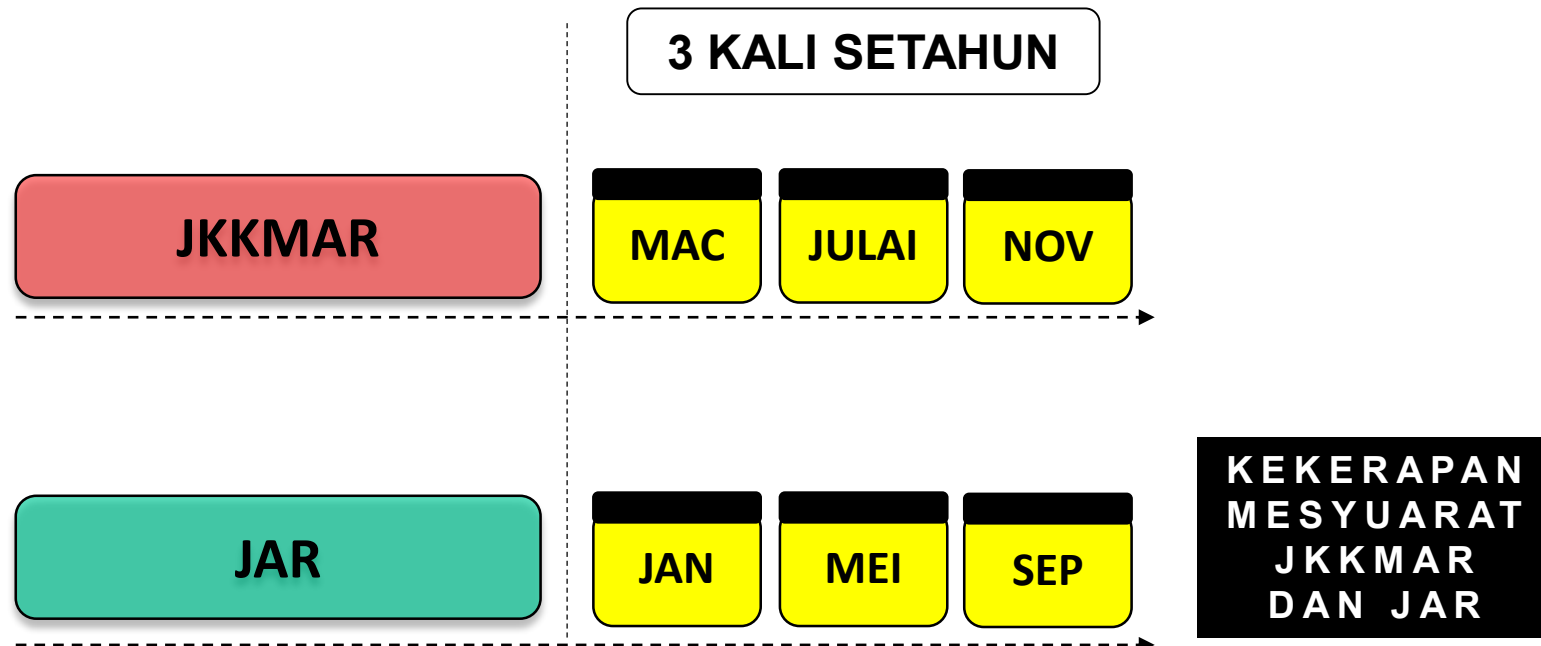 3 KALI SETAHUN
JKKMAR
MAC
JULAI
NOV
JAR
JAN
MEI
SEP
KEKERAPAN
MESYUARAT
JKKMAR
DAN JAR